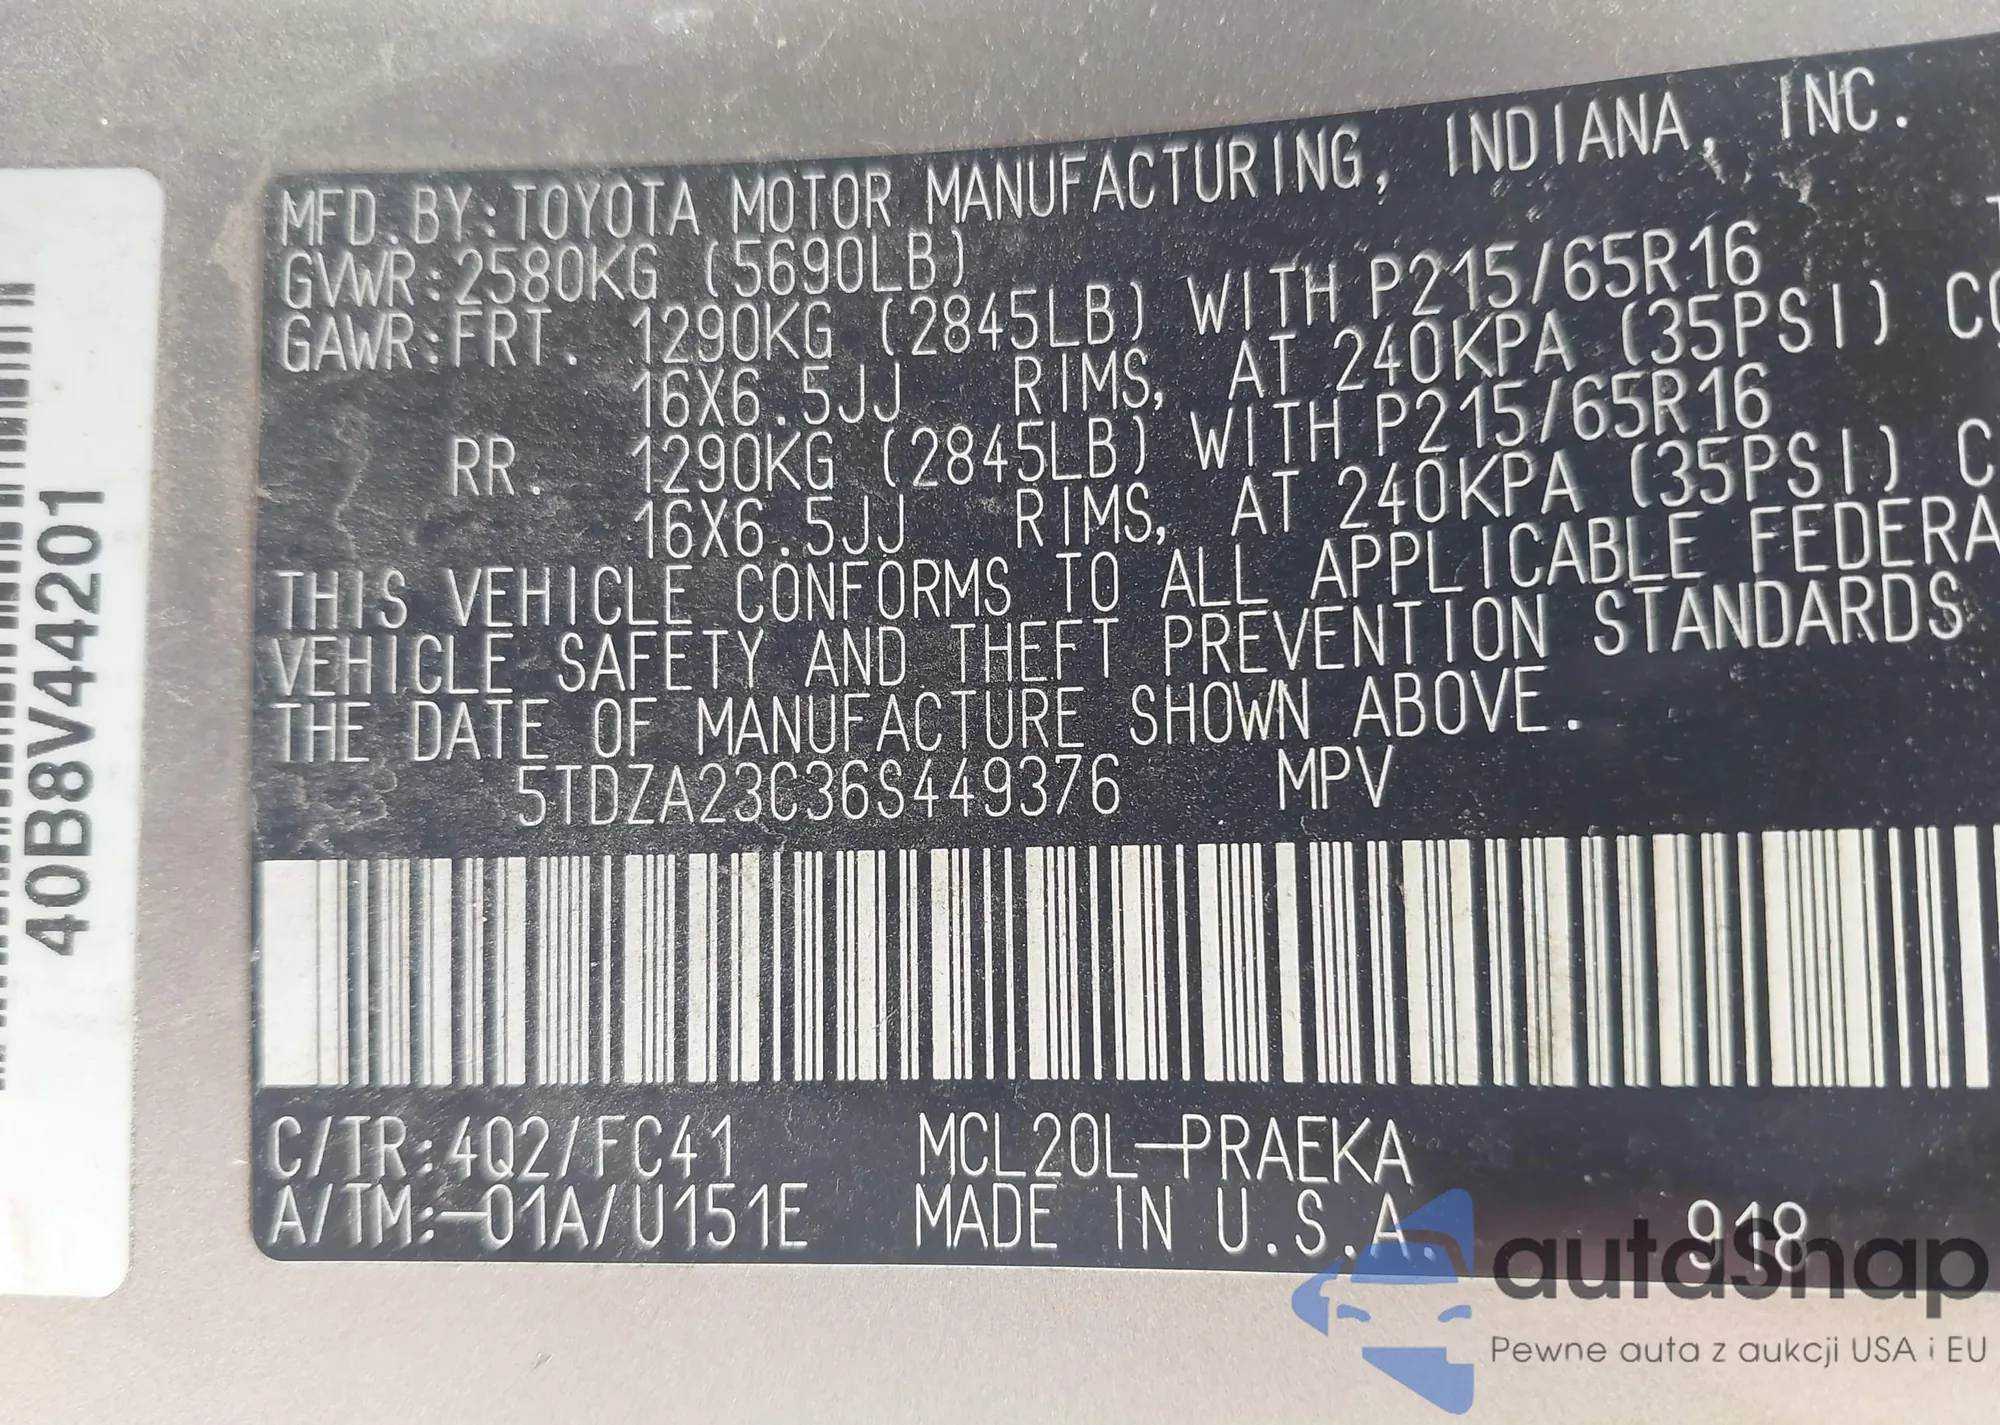 40B8V44201
MFD.BY:TOYOTA MOTOR MANUFACTURING, INDIANA, INC.
GVWR:2580KG (5690LB)
GAWR:FRT. 1290KG (2845LB) WITH P215/65R16
16X6.5JJ RIMS, AT 240KPA (35PSI)
RR. 1290KG (2845LB) WITH P215/65R16
16X6.5JJ RIMS, AT 240KPA (35PSI)
THIS VEHICLE CONFORMS TO ALL APPLICABLE FEDERA
VEHICLE SAFETY AND THEFT PREVENTION STANDARDS
THE DATE OF MANUFACTURE SHOWN ABOVE.
5TDZA23C36S449376 MPV
C/TR:4Q2/FC41 MCL20L-PRAEKA
A/TM:-01A/U151E MADE IN U.S.A. 918
autoSnap
Pewne auta z aukcji USA i EU